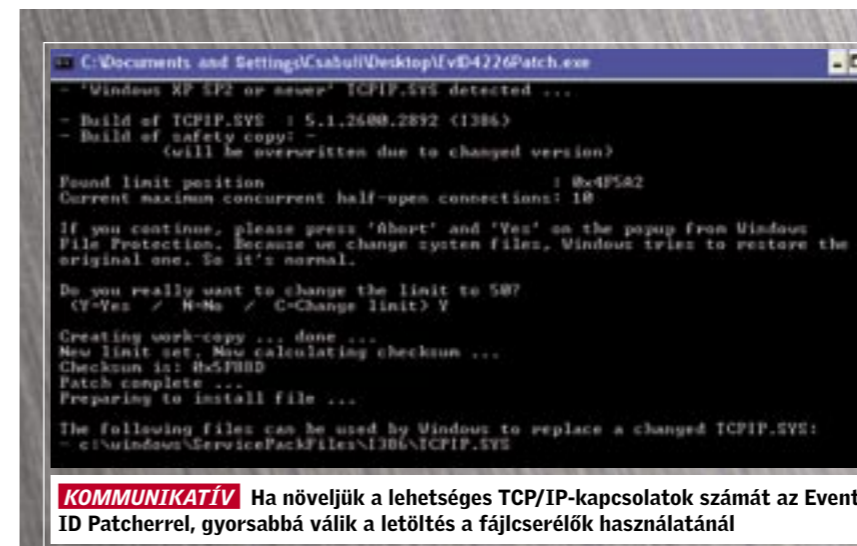 C:\Documents and Settings\Csabuli\Desktop\EvID4226Patch.exe
- 'Windows XP SP2 or newer' TCPIP.SYS detected ...
- Build of TCPIP.SYS : 5.1.2600.2892 (I386)
- Build of safety copy: -
(will be overwritten due to changed version)
Found limit position : 0x4F5A2
Current maximum concurrent half-open connections: 10
If you continue, please press 'Abort' and 'Yes' on the popup from Windows
File Protection. Because we change system files, Windows tries to restore the
original one. So it's normal.
Do you really want to change the limit to 50?
(Y=Yes / N=No / C=Change limit) Y
Creating work-copy ... done ...
New limit set, Now calculating checksum ...
Checksum is:
Patch complete ...
Preparing to install file ...
The following files can be used by Windows to replace a changed TCPIP.SYS:
- c:\windows\ServicePackFiles\I386\TCPIP.SYS
KOMMUNIKATÍV Ha növeljük a lehetséges TCP/IP-kapcsolatok számát az Event
ID Patcherrel, gyorsabbá válik a letöltés a fájlcserélők használatánál